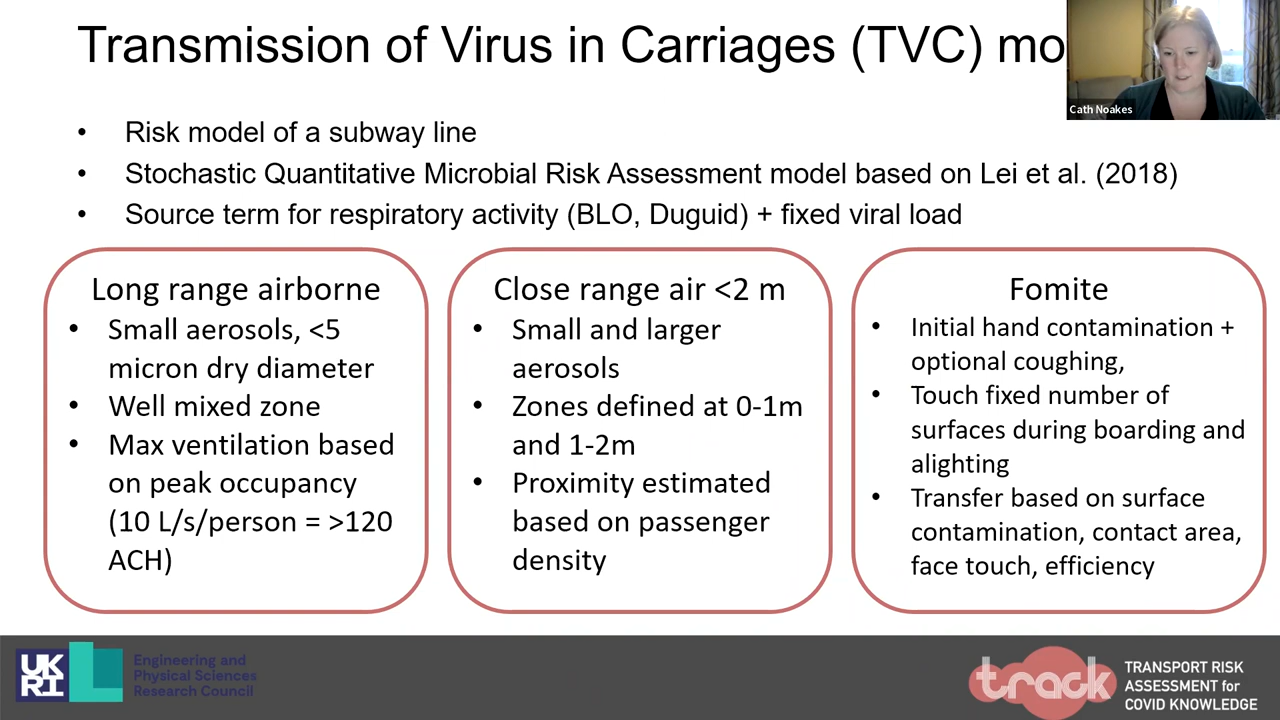 Transmission of Virus in Carriages (TVC) mo
Cath Noakes
• Risk model of a subway line
• Stochastic Quantitative Microbial Risk Assessment model based on Lei et al. (2018)
• Source term for respiratory activity (BLO, Duguid) + fixed viral load
Long range airborne
• Small aerosols, <5
micron dry diameter
• Well mixed zone
• Max ventilation based
on peak occupancy
(10 L/s/person = >120
ACH)
Close range air <2 m
• Small and larger
aerosols
• Zones defined at 0-1m
and 1-2m
• Proximity estimated
based on passenger
density
Fomite
• Initial hand contamination +
optional coughing,
• Touch fixed number of
surfaces during boarding and
alighting
• Transfer based on surface
contamination, contact area,
face touch, efficiency
UK
RI
Engineering and
Physical Sciences
Research Council
track
TRANSPORT RISK
ASSESSMENT for
COVID KNOWLEDGE